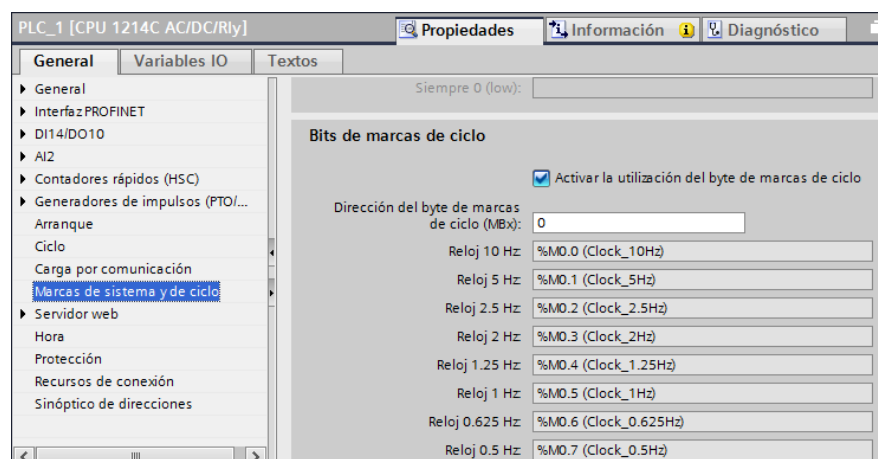 PLC_1 [CPU 1214C AC/DC/Rly]
Propiedades
Información
Diagnóstico
General
Variables IO
Textos
General
Interfaz PROFINET
DI14/DO10
AI2
Contadores rápidos (HSC)
Generadores de impulsos (PTO/...
Arranque
Ciclo
Carga por comunicación
Marcas de sistema y de ciclo
Servidor web
Hora
Protección
Recursos de conexión
Sinóptico de direcciones
Siempre 0 (low):
Bits de marcas de ciclo
Activar la utilización del byte de marcas de ciclo
Dirección del byte de marcas
de ciclo (MBx): 0
Reloj 10 Hz: %M0.0 (Clock_10Hz)
Reloj 5 Hz: %M0.1 (Clock_5Hz)
Reloj 2.5 Hz: %M0.2 (Clock_2.5Hz)
Reloj 2 Hz: %M0.3 (Clock_2Hz)
Reloj 1.25 Hz: %M0.4 (Clock_1.25Hz)
Reloj 1 Hz: %M0.5 (Clock_1Hz)
Reloj 0.625 Hz: %M0.6 (Clock_0.625Hz)
Reloj 0.5 Hz: %M0.7 (Clock_0.5Hz)